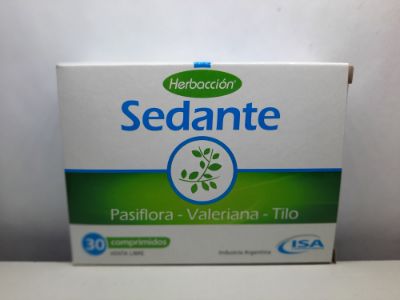 Herbacción®
Sedante
Pasiflora - Valeriana - Tilo
30 comprimidos
VENTA LIBRE
Industria Argentina
ISA